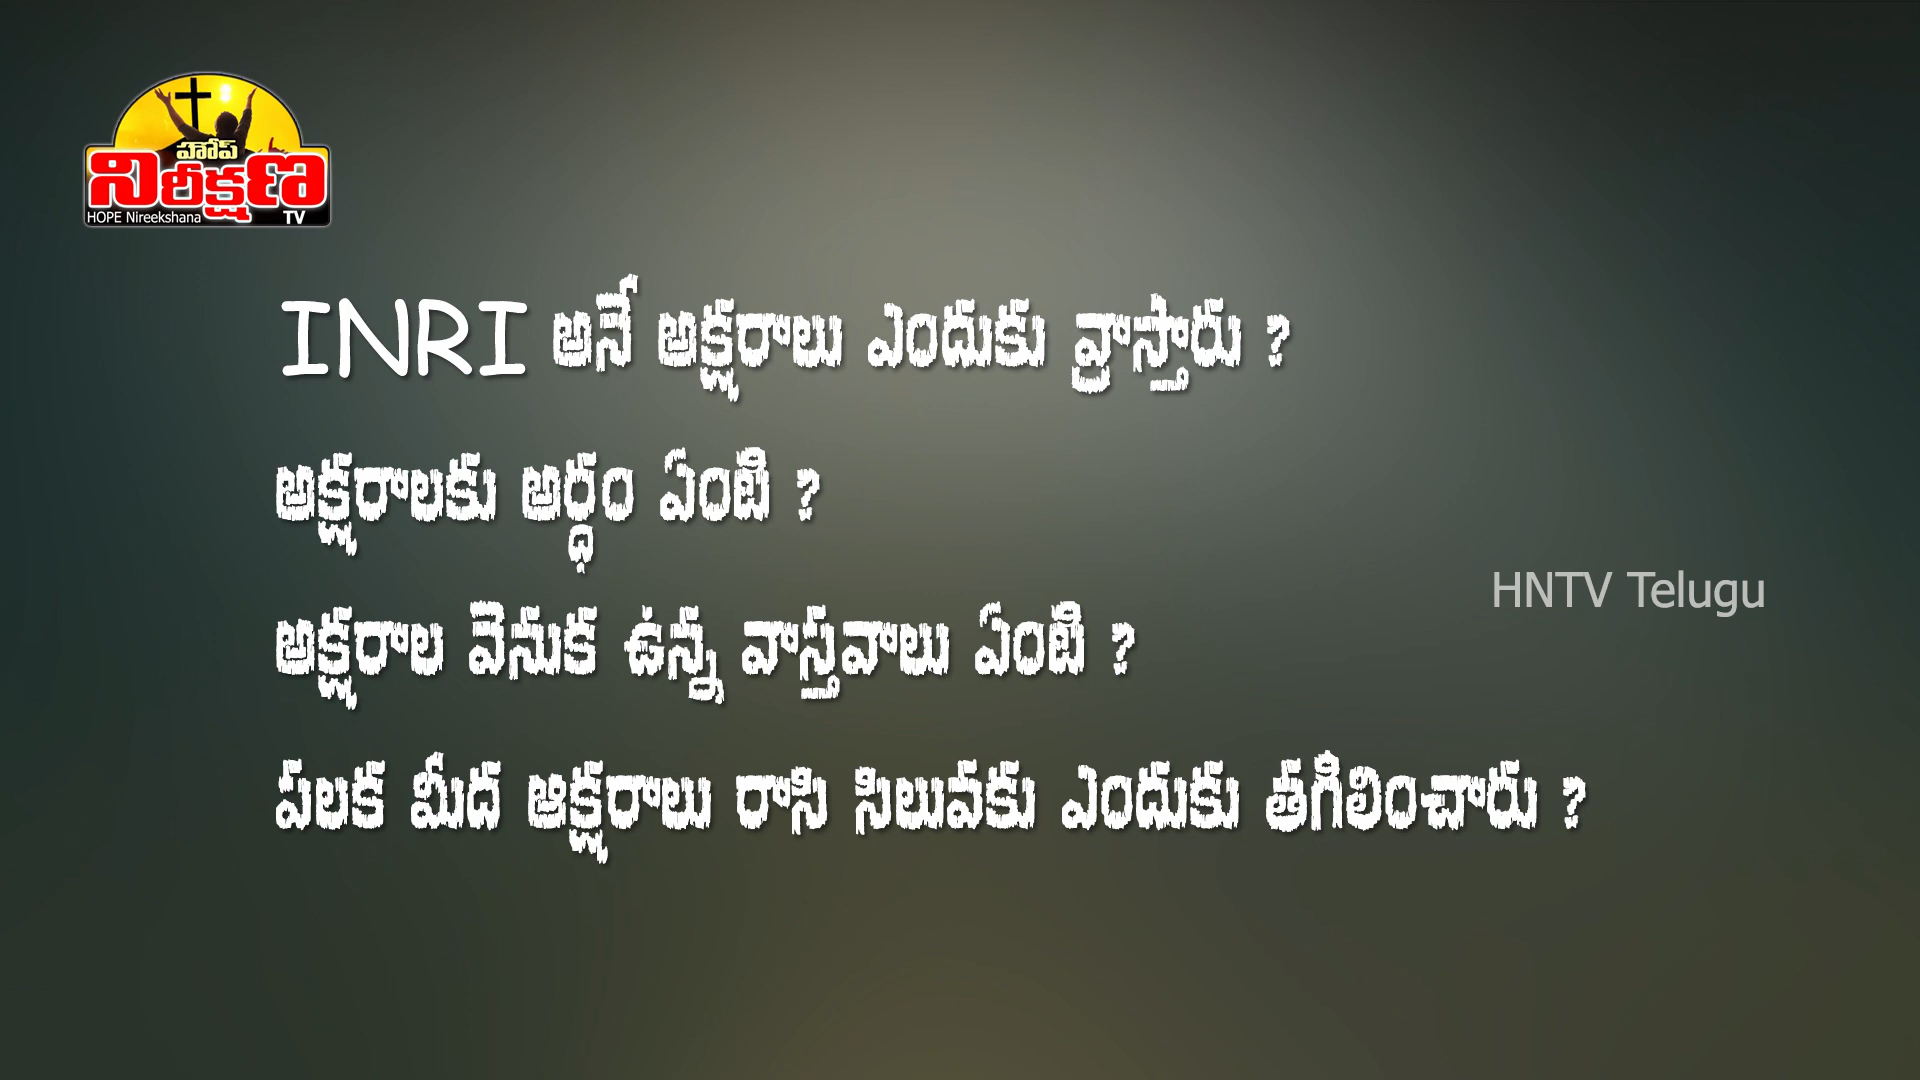 హోప్
నిరీక్షణ
HOPE Nireekshana TV
INRI అనే అక్షరాలు ఎందుకు వ్రాస్తారు ?
అక్షరాలకు అర్ధం ఏంటి ?
HNTV Telugu
అక్షరాల వెనుక ఉన్న వాస్తవాలు ఏంటి ?
పలక మీద ఆక్షరాలు రాసి సిలువకు ఎందుకు తగిలించారు ?